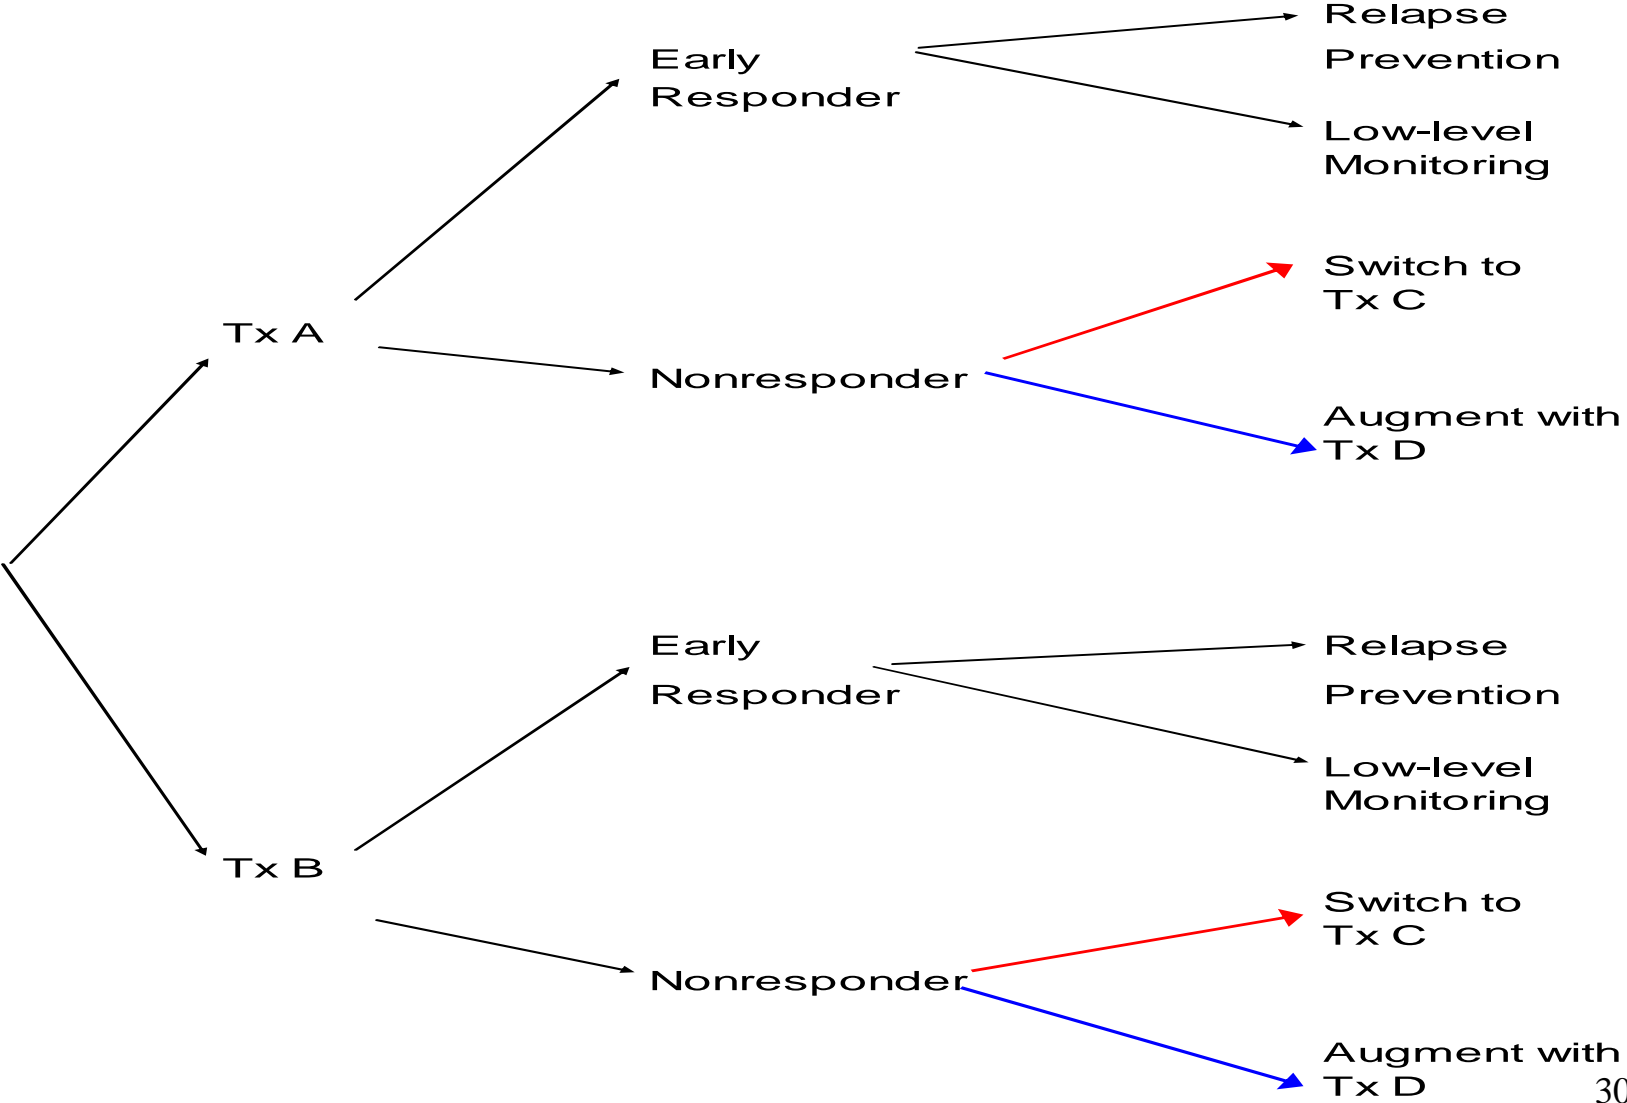 Relapse
Prevention
Early
Responder
Low-level
Monitoring
Switch to
Tx C
Tx A
Nonresponder
Augment with
Tx D
Early
Responder
Relapse
Prevention
Low-level
Monitoring
Tx B
Switch to
Tx C
Nonresponder
Augment with
Tx D
30